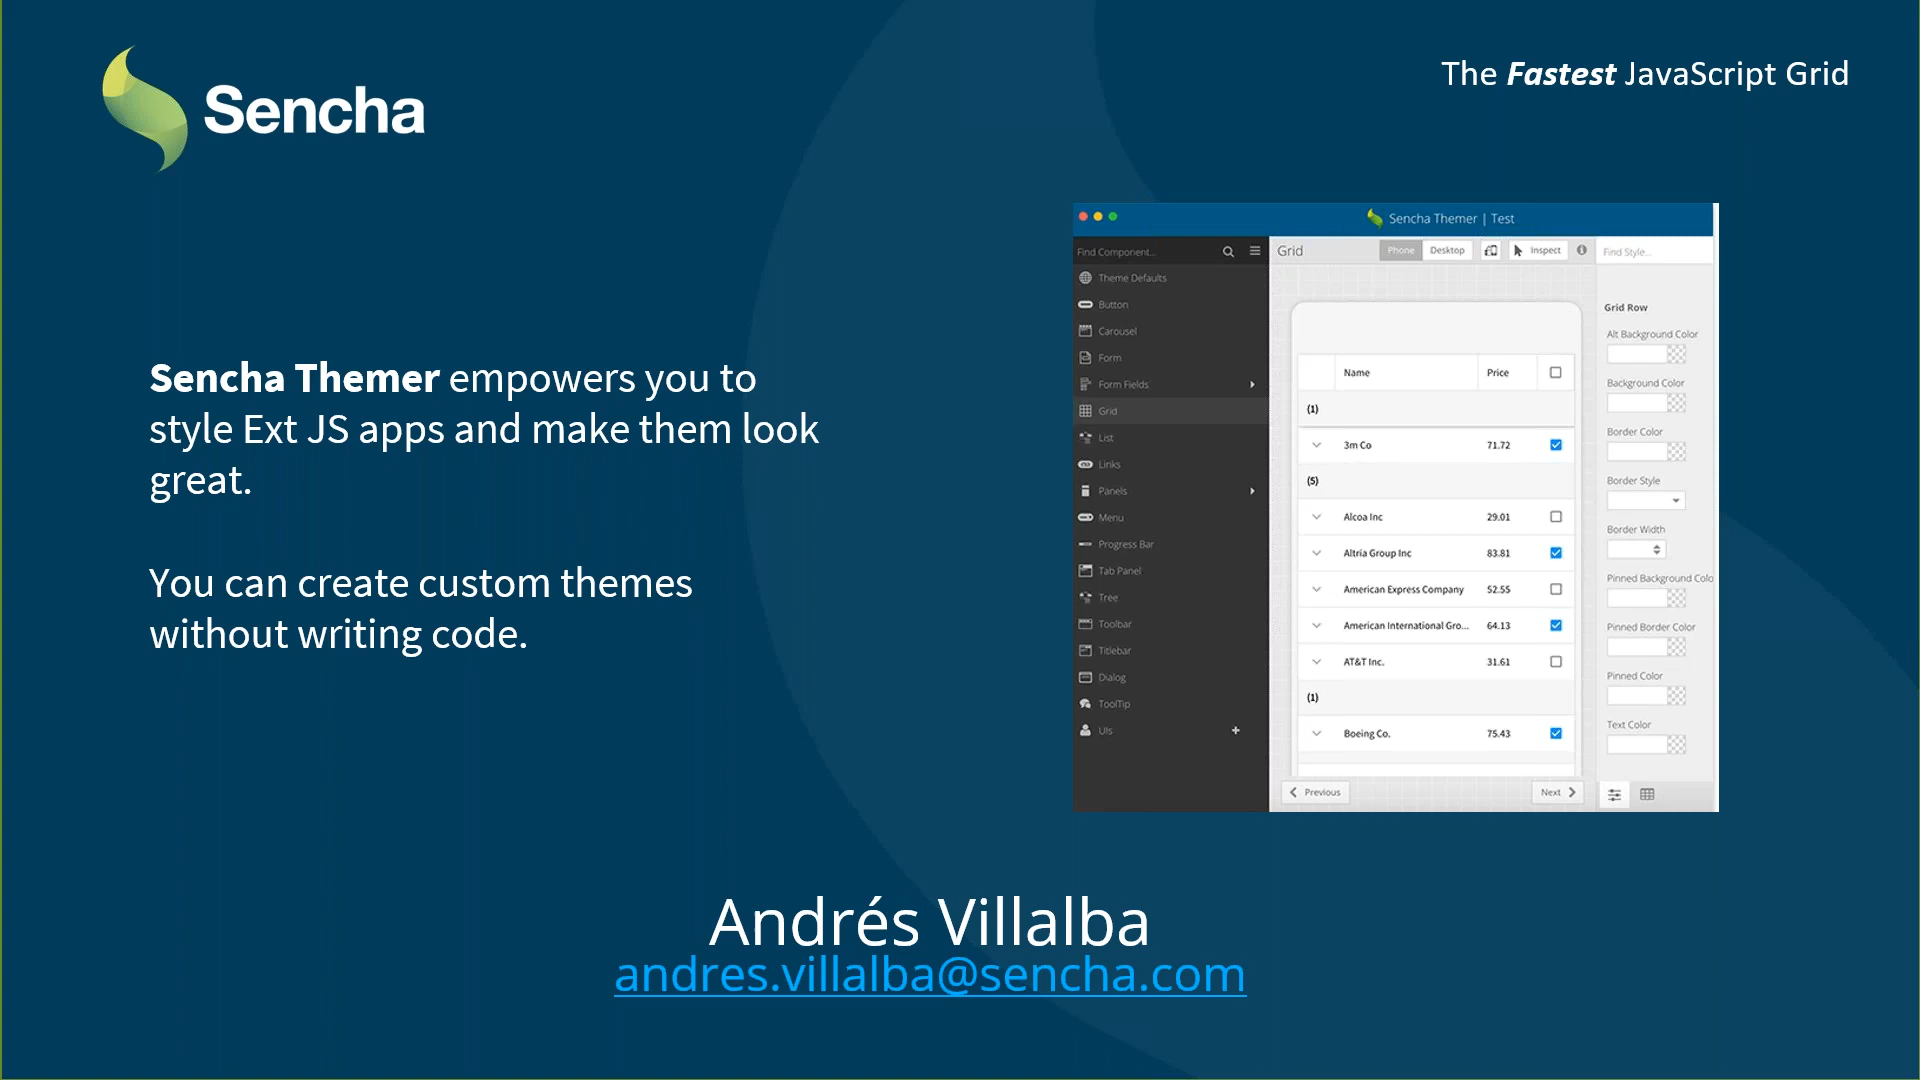 Sencha
The Fastest JavaScript Grid
Sencha Themer empowers you to
style Ext JS apps and make them look
great.
You can create custom themes
without writing code.
Sencha Themer | Test
Find Component...
Theme Defaults
Button
Carousel
Form
Form Fields
Grid
List
Links
Panels
Menu
Progress Bar
Tab Panel
Tree
Toolbar
Titlebar
Dialog
ToolTip
UIs
Grid
Phone
Desktop
Inspect
Name Price
(1)
3m Co 71.72
(5)
Alcoa Inc 29.01
Altria Group Inc 83.81
American Express Company 52.55
American International Gro... 64.13
AT&T Inc. 31.61
(1)
Boeing Co. 75.43
Previous
Next
Find Style...
Grid Row
Alt Background Color
Background Color
Border Color
Border Style
Border Width
Pinned Background Colo
Pinned Border Color
Pinned Color
Text Color
Andrés Villalba
andres.villalba@sencha.com